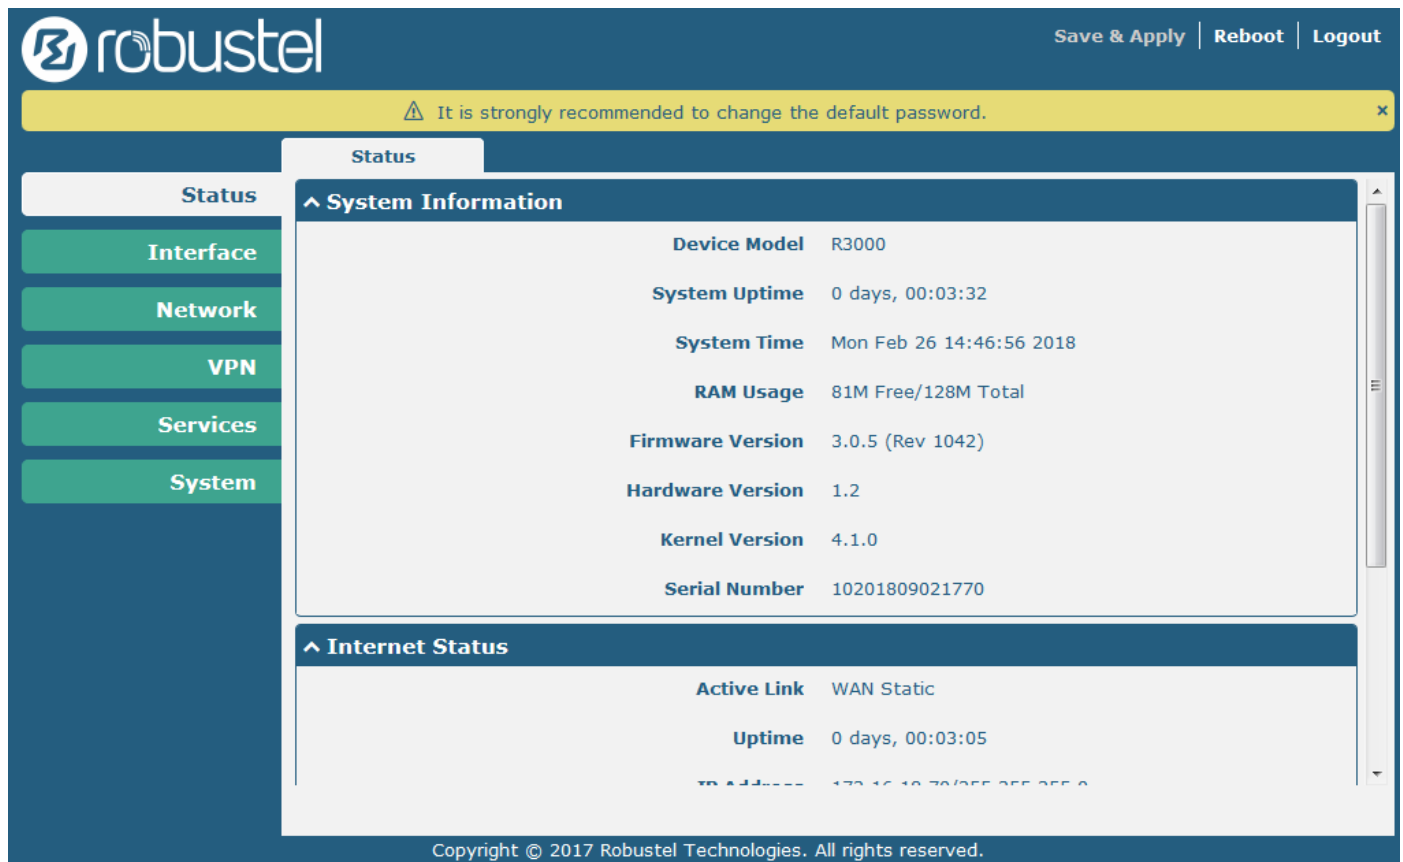 robustel
Save & Apply | Reboot | Logout
It is strongly recommended to change the default password. ×
Status
Status
Interface
Network
VPN
Services
System
System Information
Device Model R3000
System Uptime 0 days, 00:03:32
System Time Mon Feb 26 14:46:56 2018
RAM Usage 81M Free/128M Total
Firmware Version 3.0.5 (Rev 1042)
Hardware Version 1.2
Kernel Version 4.1.0
Serial Number 10201809021770
Internet Status
Active Link WAN Static
Uptime 0 days, 00:03:05
IP Address
Copyright © 2017 Robustel Technologies. All rights reserved.